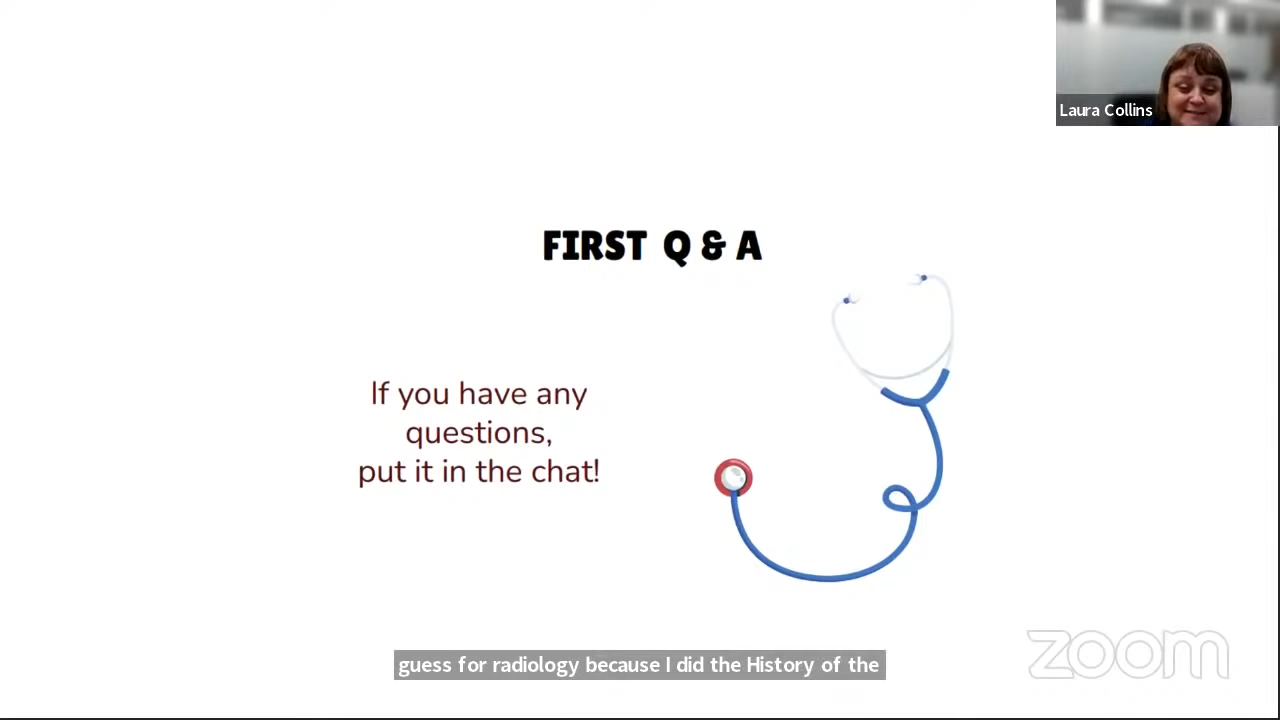 Laura Collins
FIRST Q & A
If you have any
questions,
put it in the chat!
guess for radiology because I did the History of the
zoom